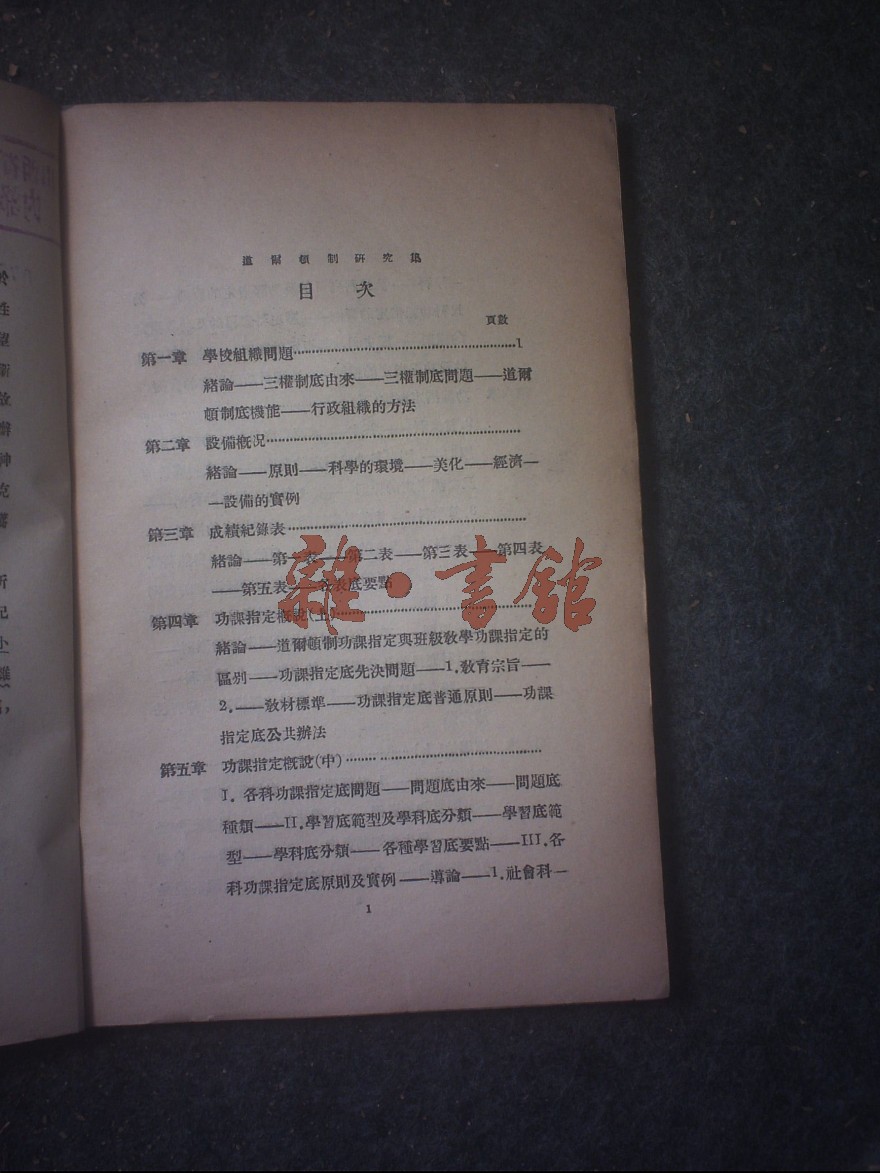 道爾頓制研究集
目次
頁數
第一章 學校組織問題……………………………………1
緒論——三權制底由來——三權制底問題——道爾
頓制底機能——行政組織的方法
第二章 設備概況……………………………………
緒論——原則——科學的環境——美化——經濟—
—設備的實例
第三章 成績紀錄表……………………………………
緒論——第一表——第二表——第三表——第四表
——第五表——各表底要點
第四章 功課指定概說(上)……………………………
緒論——道爾頓制功課指定與班級敎學功課指定的
區別——功課指定底先決問題——1.敎育宗旨——
2.——敎材標準——功課指定底普通原則——功課
指定底公共辦法
第五章 功課指定概說(中)……………………………
I. 各科功課指定底問題——問題底由來——問題底
種類——II.學習底範型及學科底分類——學習底範
型——學科底分類——各種學習底要點——III.各
科功課指定底原則及實例——導論——1.社會科—
1
雜·書館